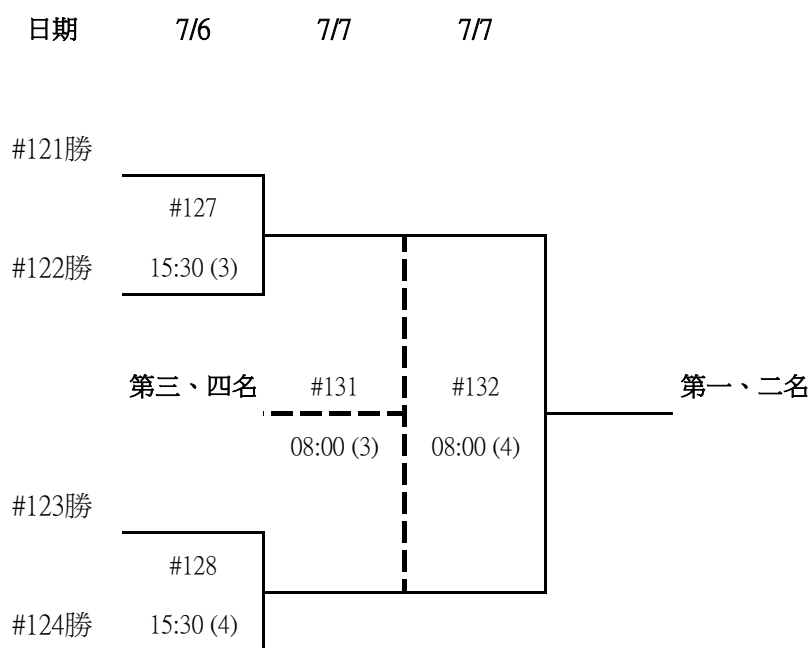 日期 7/6 7/7 7/7
#121勝
#127
#122勝 15:30 (3)
第三、四名 #131 #132 第一、二名
08:00 (3) 08:00 (4)
#123勝
#128
#124勝 15:30 (4)